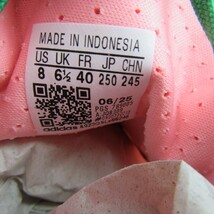 MADE IN INDONESIA
US UK FR JP CHN
8 6½ 40 250 245
06/25
adidas